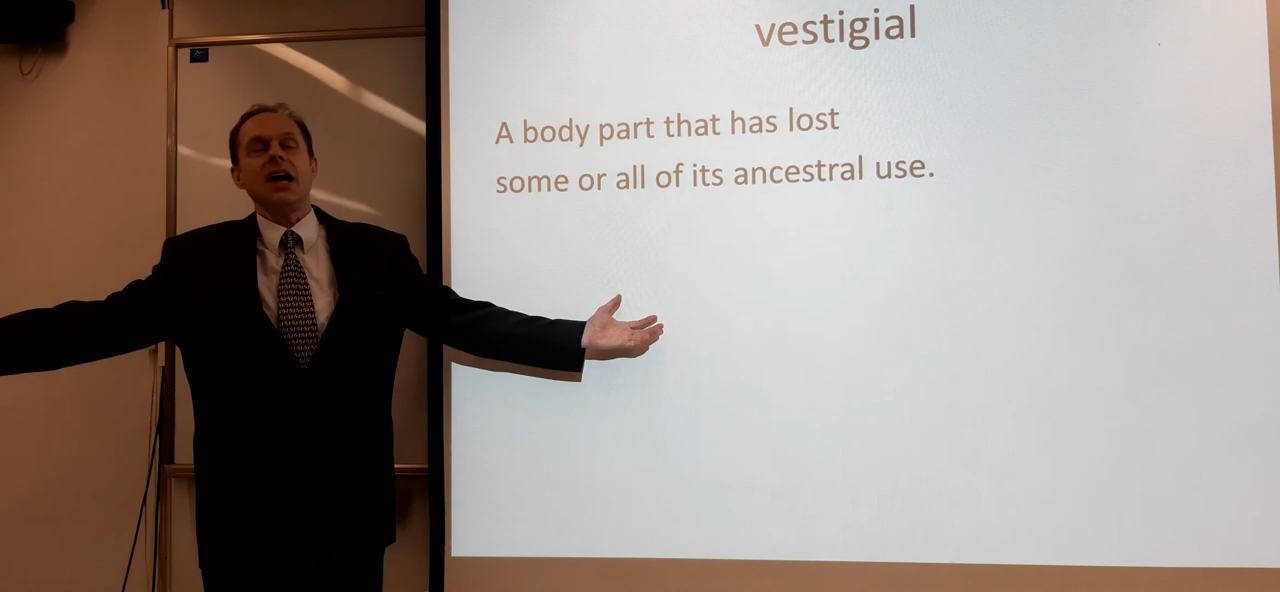 vestigial
A body part that has lost
some or all of its ancestral use.